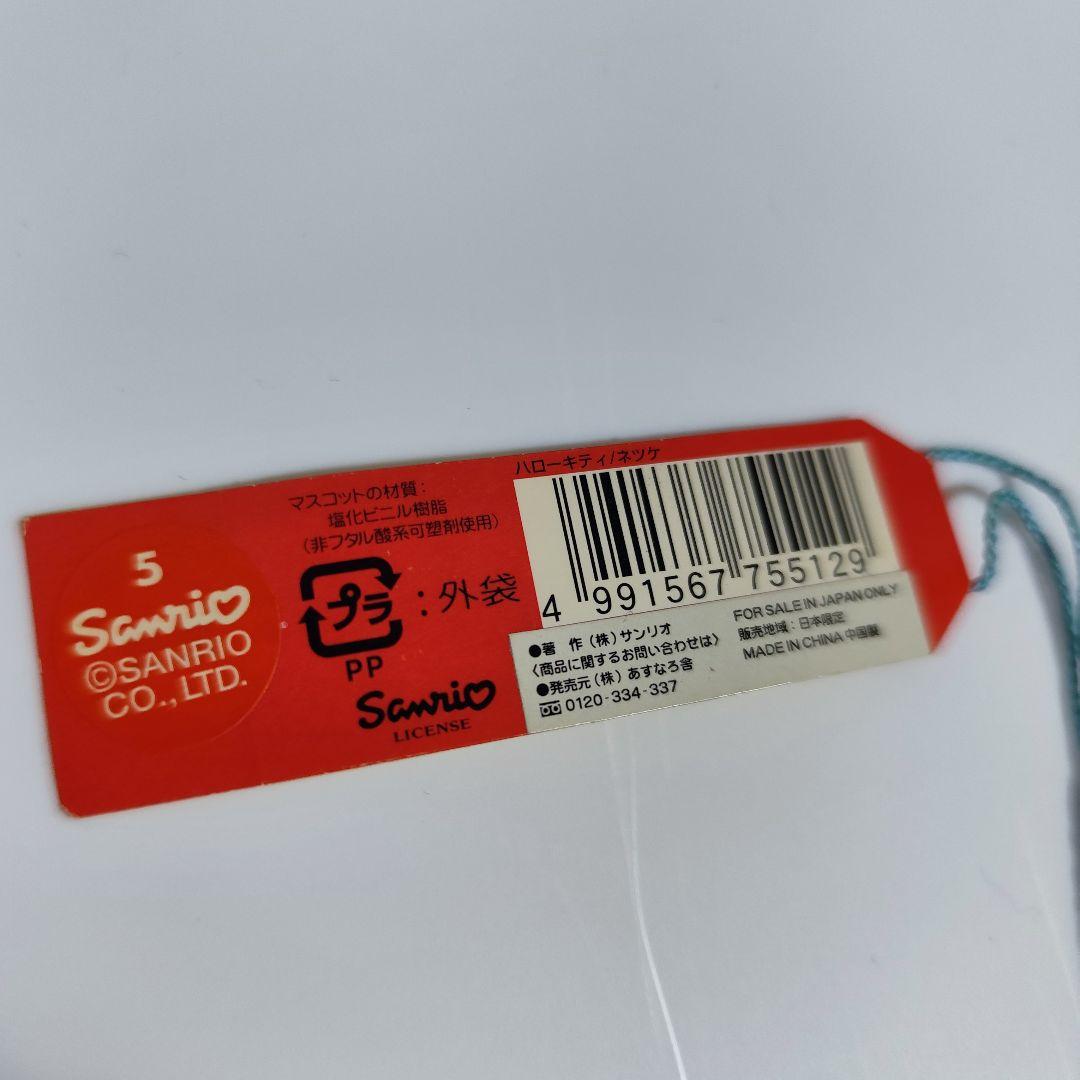 5
Sanrio
©SANRIO
CO.,LTD.
マスコットの材質：
塩化ビニル樹脂
（非フタル酸系可塑剤使用）
プラ
：外袋
PP
Sanrio
LICENSE
ハローキティ/ネツケ
4 991567 755129
●著　作（株）サンリオ
〈商品に関するお問い合わせは〉
●発売元（株）あすなろ舎
0120-334-337
FOR SALE IN JAPAN ONLY
販売地域：日本限定
MADE IN CHINA 中国製